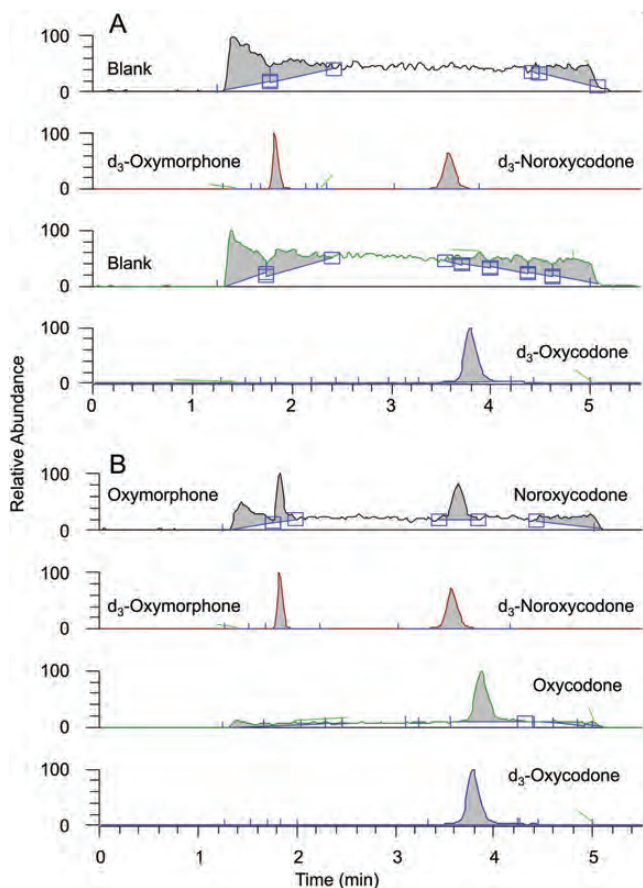 A
100
50
Blank
0
100
d₃-Oxymorphone d₃-Noroxycodone
0
100
50
Blank
0
100
d₃-Oxycodone
0
0 1 2 3 4 5
Relative Abundance
B
100
Oxymorphone Noroxycodone
0
100
d₃-Oxymorphone d₃-Noroxycodone
0
100
Oxycodone
0
100
d₃-Oxycodone
0
0 1 2 3 4 5
Time (min)